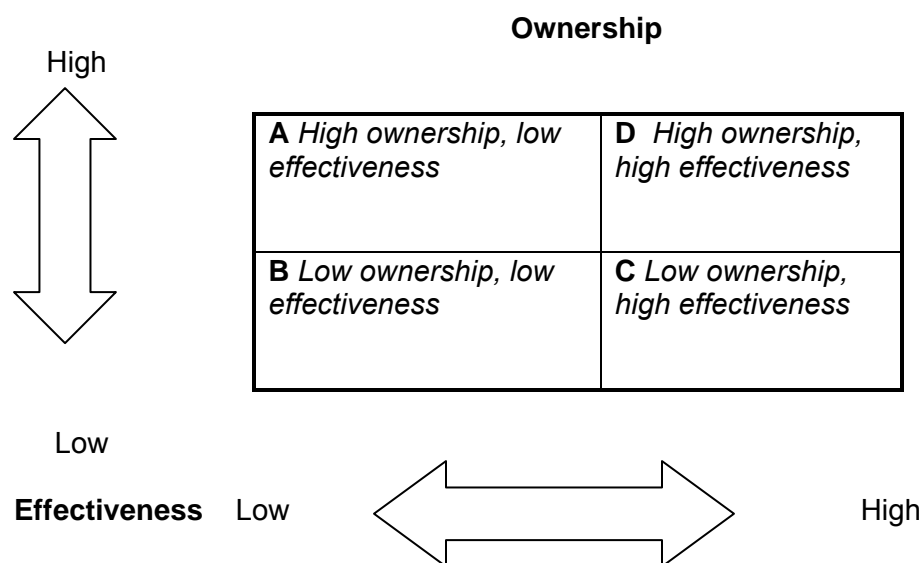 Ownership
High
A High ownership, low
effectiveness
D High ownership,
high effectiveness
B Low ownership, low
effectiveness
C Low ownership,
high effectiveness
Low
Effectiveness Low High